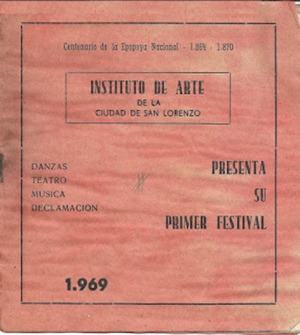 Centenario de la Epopeya Nacional - 1.864 - 1.870
INSTITUTO DE ARTE
DE LA
CIUDAD DE SAN LORENZO
DANZAS
TEATRO
MUSICA
DECLAMACION
PRESENTA
SU
PRIMER FESTIVAL
1.969